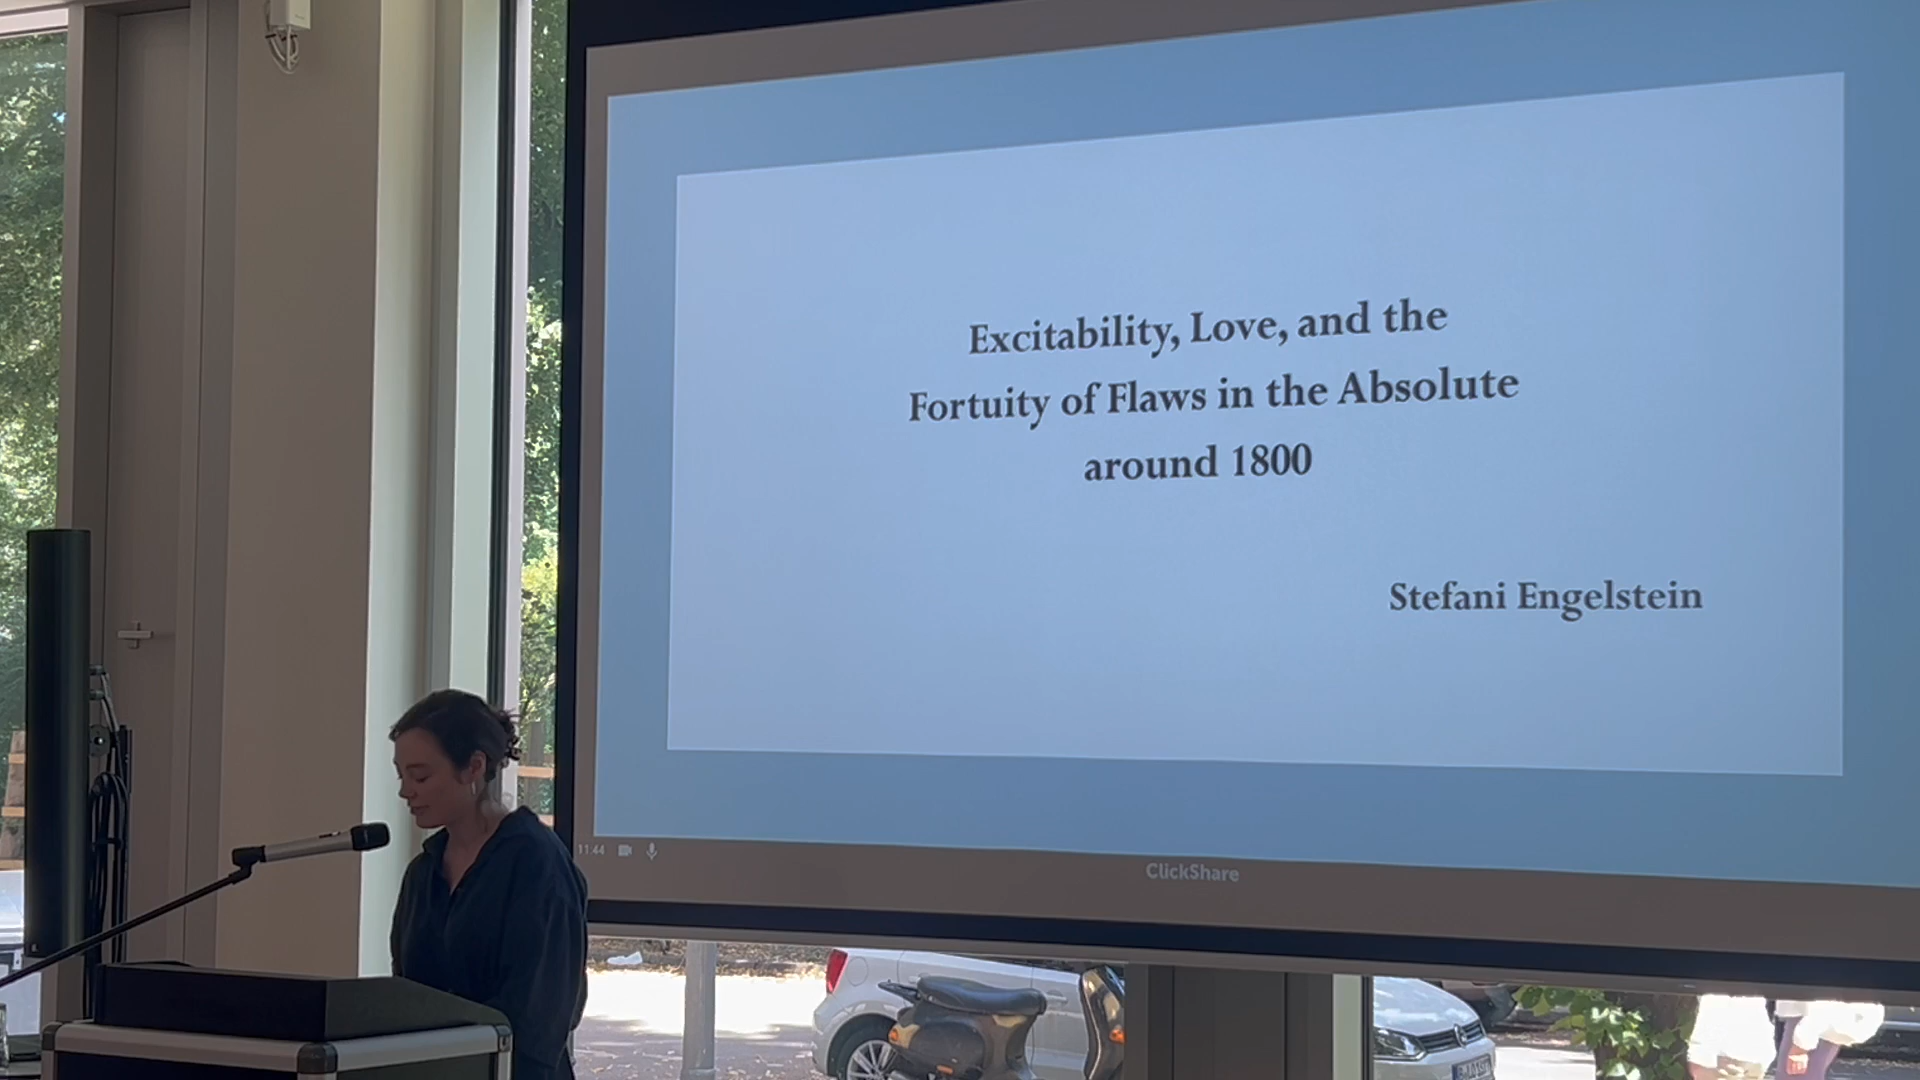 Excitability, Love, and the
Fortuity of Flaws in the Absolute
around 1800
Stefani Engelstein
11:44
ClickShare